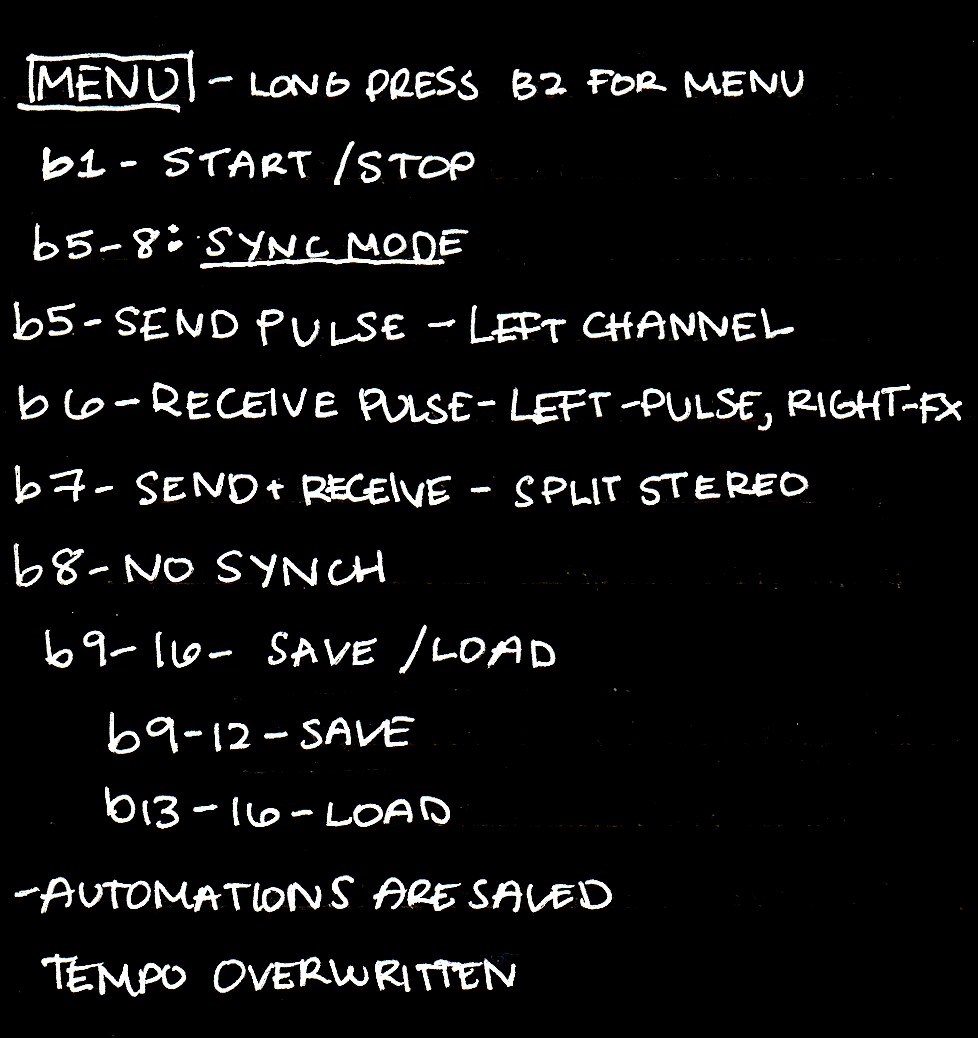 MENU - LONG PRESS B2 FOR MENU
b1 - START /STOP
b5-8: SYNC MODE
b5-SEND PULSE - LEFT CHANNEL
b6-RECEIVE PULSE-LEFT-PULSE, RIGHT-FX
b7- SEND+ RECEIVE - SPLIT STEREO
b8-NO SYNCH
b9-16- SAVE /LOAD
b9-12-SAVE
b13-16-LOAD
-AUTOMATIONS ARE SAVED
TEMPO OVERWRITTEN